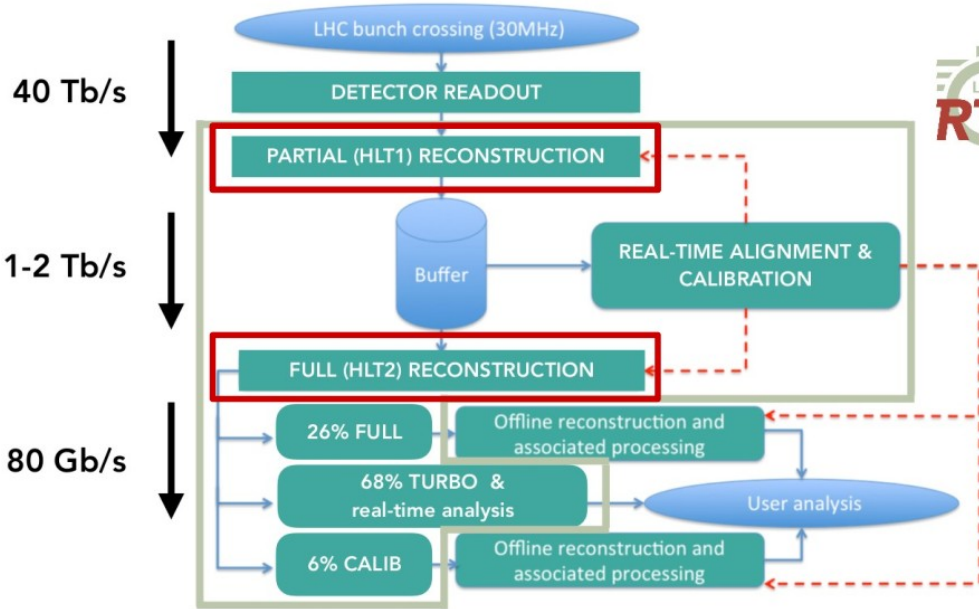 LHC bunch crossing (30MHz)
40 Tb/s
DETECTOR READOUT
PARTIAL (HLT1) RECONSTRUCTION
1-2 Tb/s
Buffer
REAL-TIME ALIGNMENT &
CALIBRATION
FULL (HLT2) RECONSTRUCTION
80 Gb/s
26% FULL
Offline reconstruction and
associated processing
68% TURBO &
real-time analysis
User analysis
6% CALIB
Offline reconstruction and
associated processing